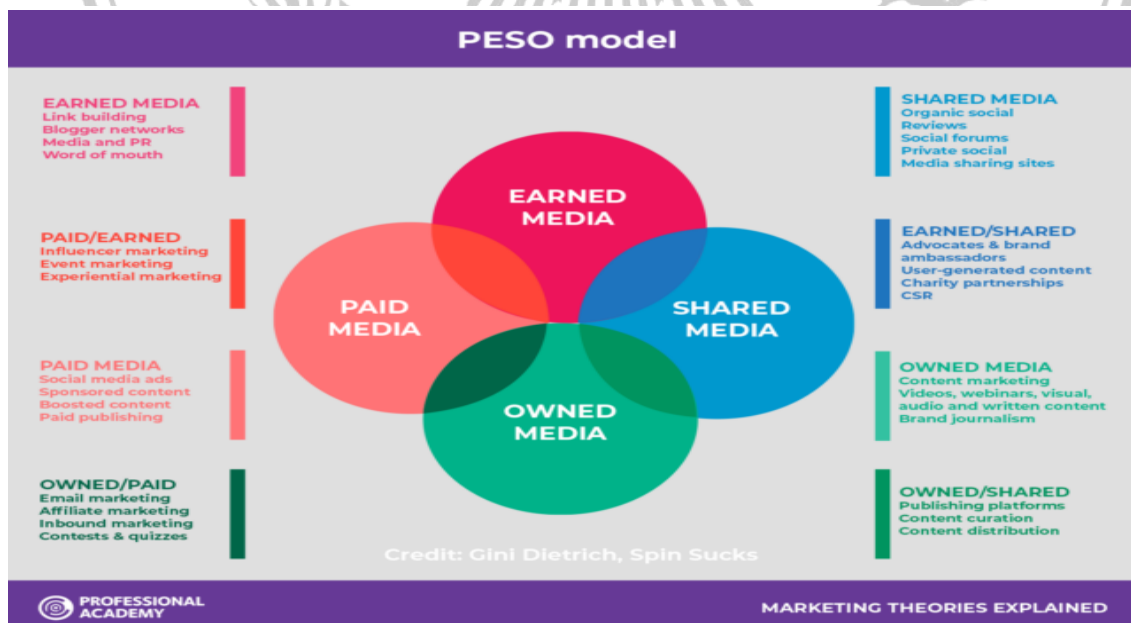 PESO model
EARNED MEDIA
Link building
Blogger networks
Media and PR
Word of mouth
PAID/EARNED
Influencer marketing
Event marketing
Experiential marketing
PAID MEDIA
Social media ads
Sponsored content
Boosted content
Paid publishing
OWNED/PAID
Email marketing
Affiliate marketing
Inbound marketing
Contests & quizzes
EARNED
MEDIA
PAID
MEDIA
SHARED
MEDIA
OWNED
MEDIA
SHARED MEDIA
Organic social
Reviews
Social forums
Private social
Media sharing sites
EARNED/SHARED
Advocates & brand
ambassadors
User-generated content
Charity partnerships
CSR
OWNED MEDIA
Content marketing
Videos, webinars, visual,
audio and written content
Brand journalism
OWNED/SHARED
Publishing platforms
Content curation
Content distribution
Credit: Gini Dietrich, Spin Sucks
PROFESSIONAL
ACADEMY
MARKETING THEORIES EXPLAINED